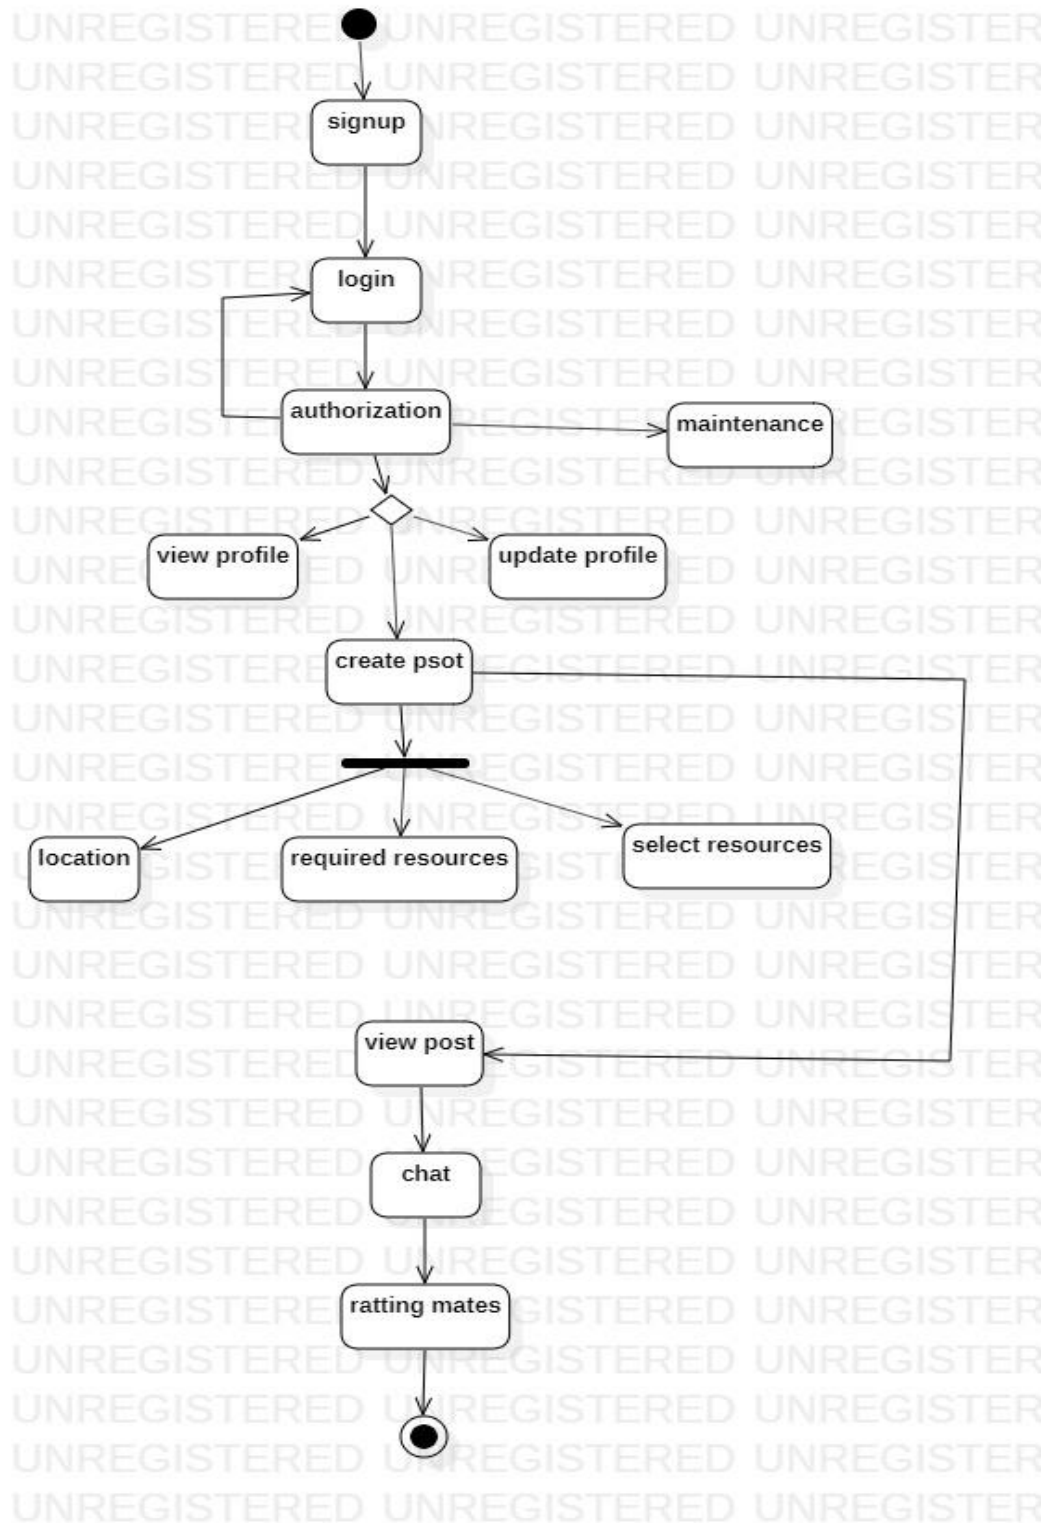 signup
login
authorization
maintenance
view profile
update profile
create psot
location
required resources
select resources
view post
chat
ratting mates
UNREGISTERED